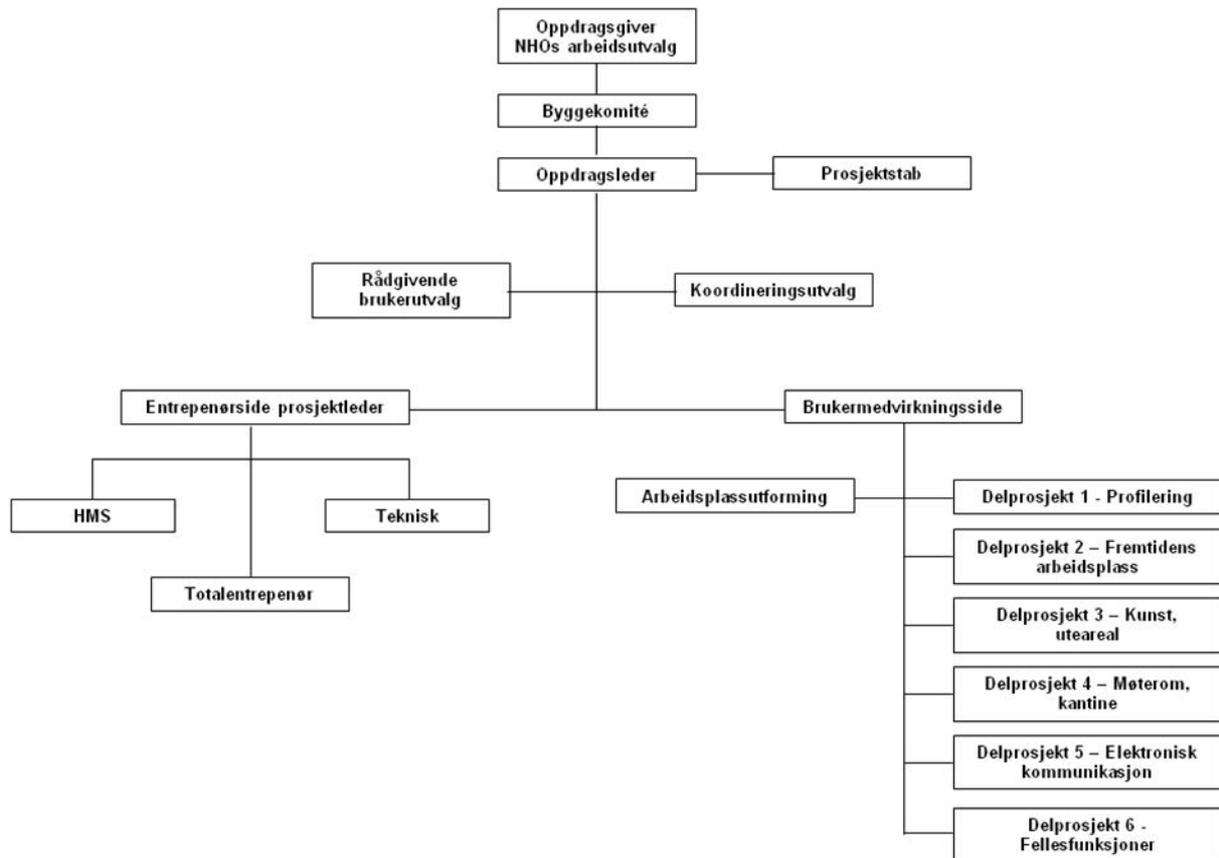 Oppdragsgiver
NHOs arbeidsutvalg
Byggekomité
Oppdragsleder
Prosjektstab
Rådgivende
brukerutvalg
Koordineringsutvalg
Entrepenørside prosjektleder
Brukermedvirkningsside
HMS
Teknisk
Totalentrepenør
Arbeidsplassutforming
Delprosjekt 1 - Profilering
Delprosjekt 2 – Fremtidens
arbeidsplass
Delprosjekt 3 – Kunst,
uteareal
Delprosjekt 4 – Møterom,
kantine
Delprosjekt 5 – Elektronisk
kommunikasjon
Delprosjekt 6 -
Fellesfunksjoner